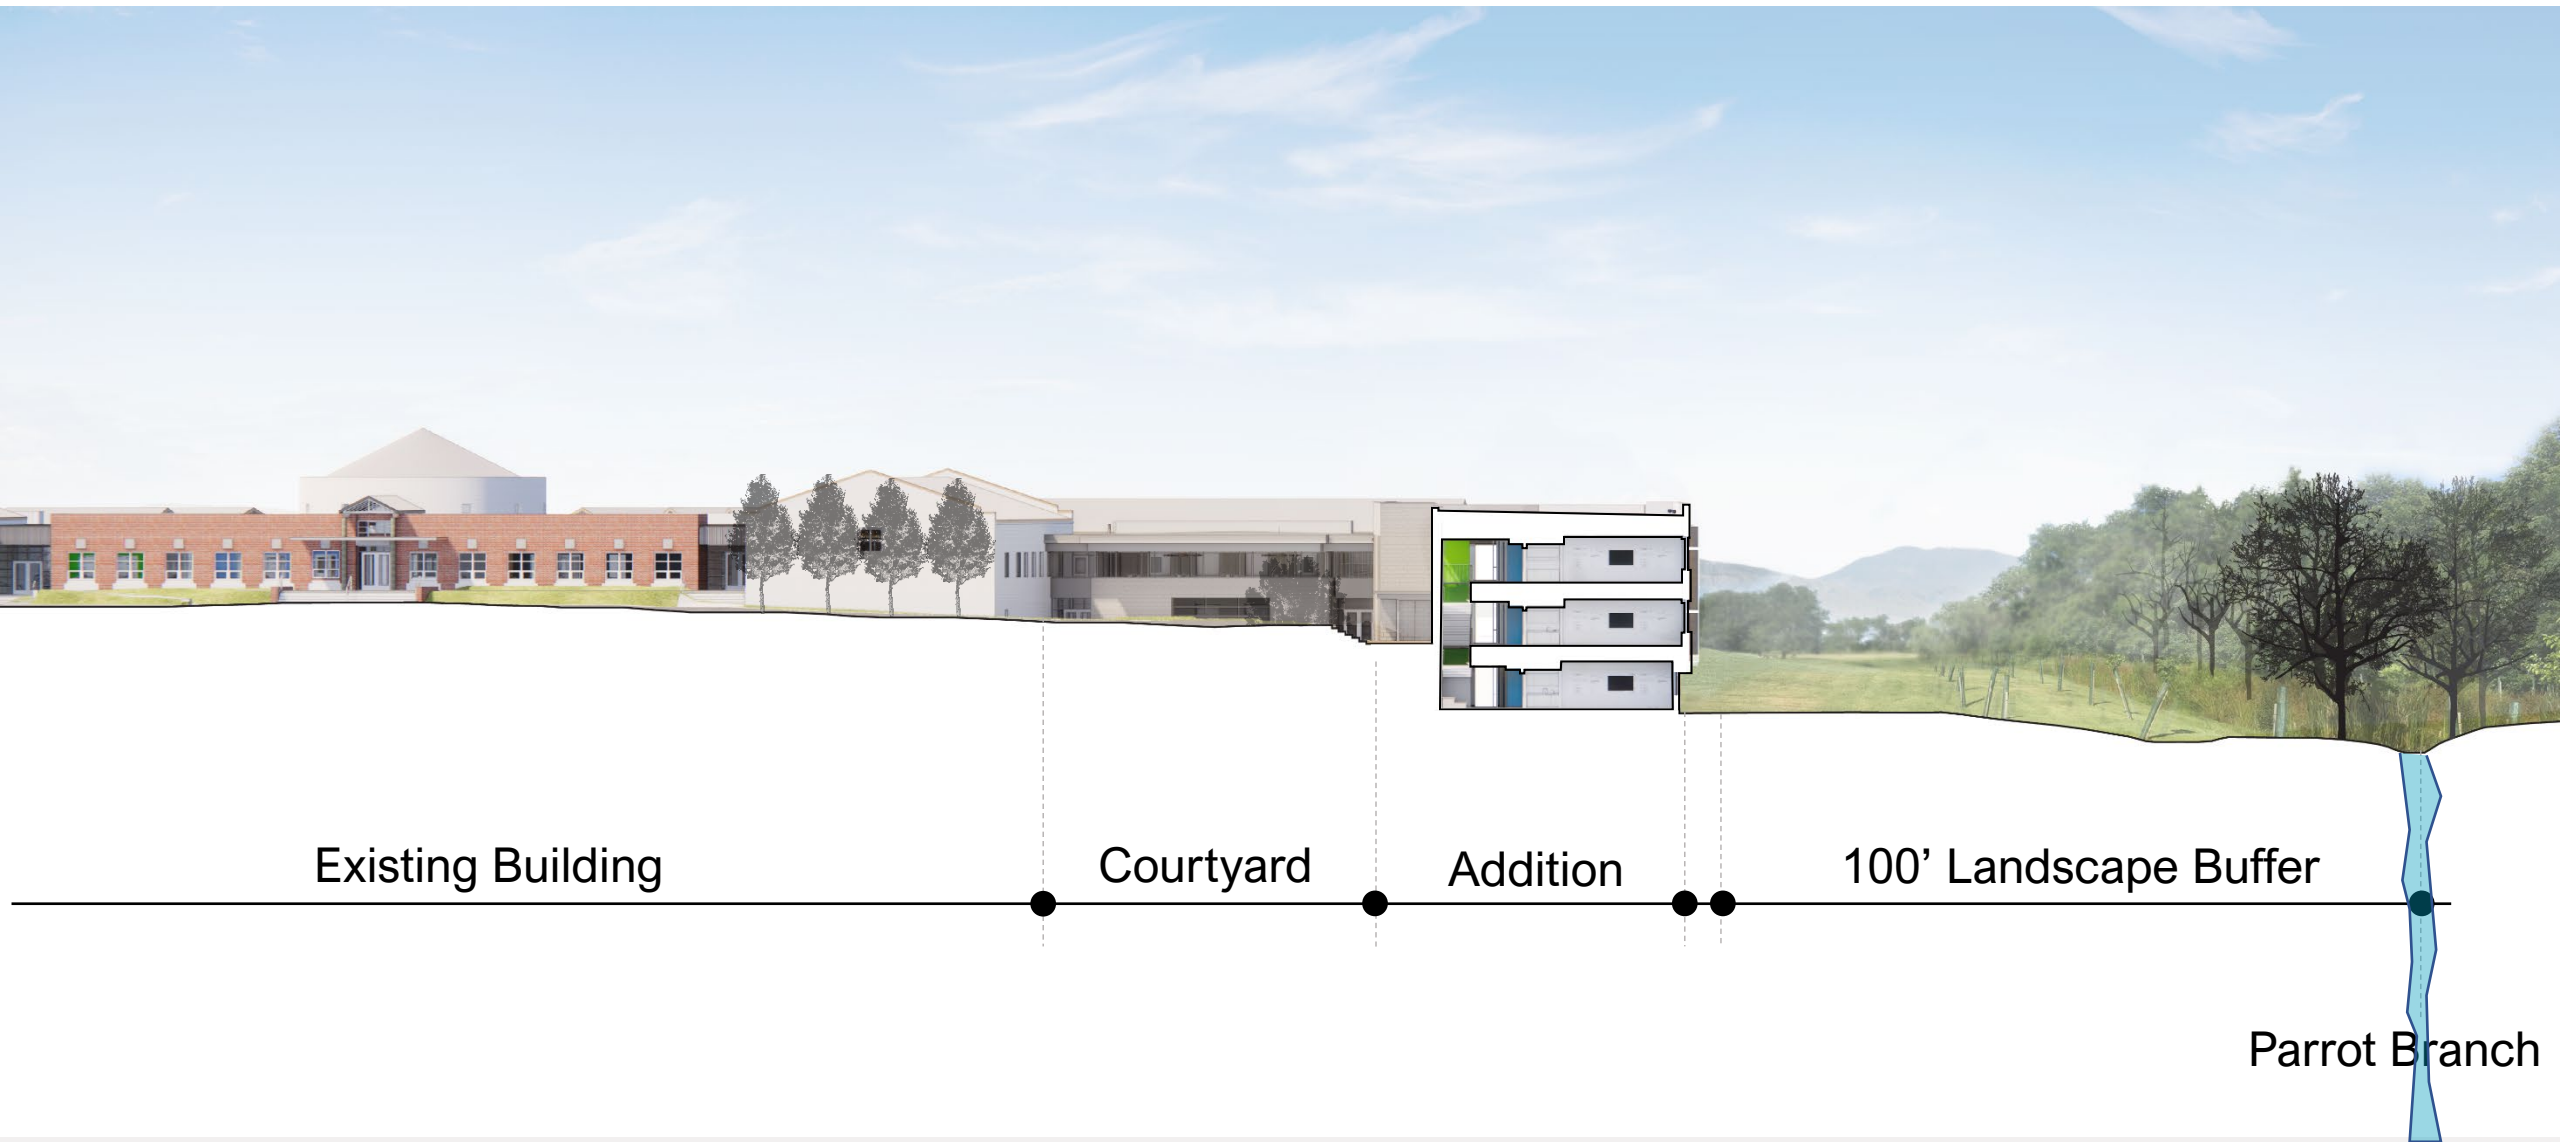 Existing Building
Courtyard
Addition
100’ Landscape Buffer
Parrot Branch